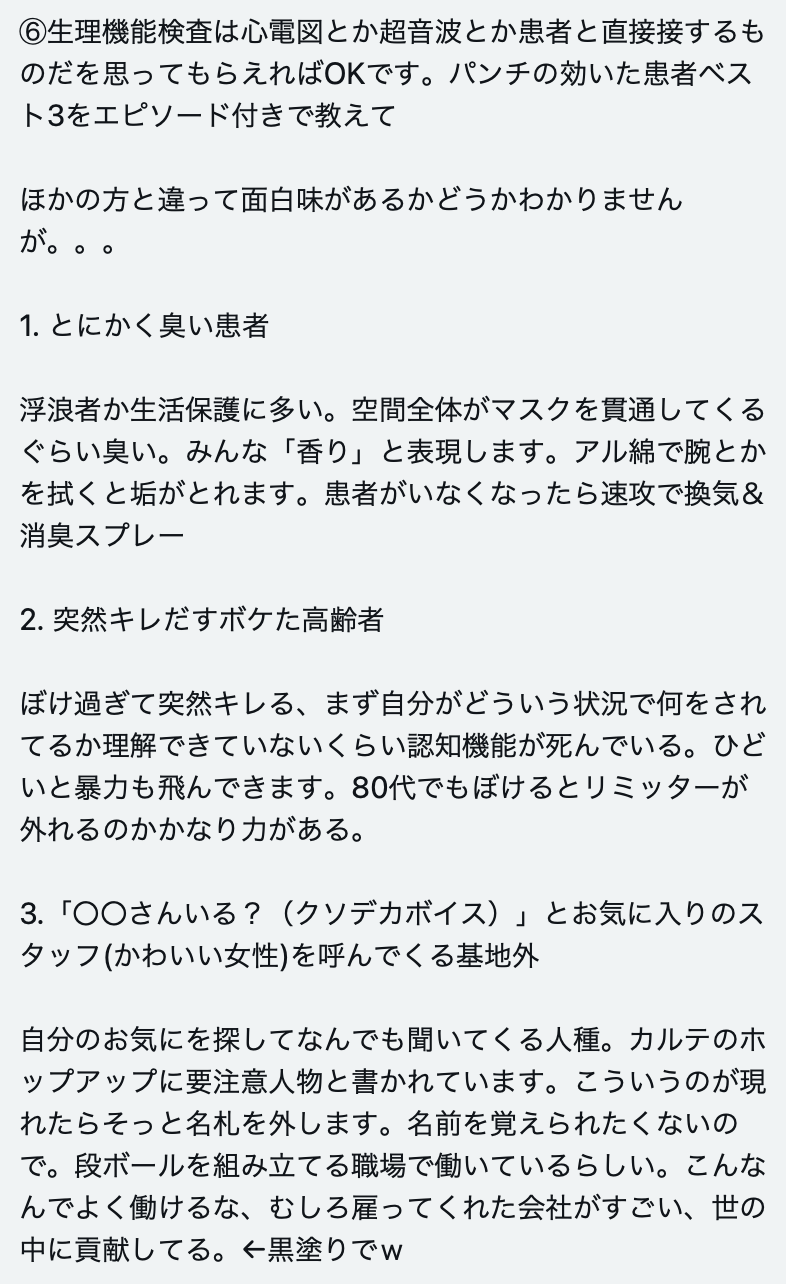 ⑥生理機能検査は心電図とか超音波とか患者と直接接するも
のだを思ってもらえればOKです。パンチの効いた患者ベス
ト3をエピソード付きで教えて
ほかの方と違って面白味があるかどうかわかりません
が。。。
1. とにかく臭い患者
浮浪者か生活保護に多い。空間全体がマスクを貫通してくる
ぐらい臭い。みんな「香り」と表現します。アル綿で腕とか
を拭くと垢がとれます。患者がいなくなったら速攻で換気＆
消臭スプレー
2. 突然キレだすボケた高齢者
ぼけ過ぎて突然キレる、まず自分がどういう状況で何をされ
てるか理解できていないくらい認知機能が死んでいる。ひど
いと暴力も飛んできます。80代でもぼけるとリミッターが
外れるのかかなり力がある。
3.「〇〇さんいる？（クソデカボイス）」とお気に入りのス
タッフ(かわいい女性)を呼んでくる基地外
自分のお気にを探してなんでも聞いてくる人種。カルテのホ
ップアップに要注意人物と書かれています。こういうのが現
れたらそっと名札を外します。名前を覚えられたくないの
で。段ボールを組み立てる職場で働いているらしい。こんな
んでよく働けるな、むしろ雇ってくれた会社がすごい、世の
中に貢献してる。←黒塗りでｗ